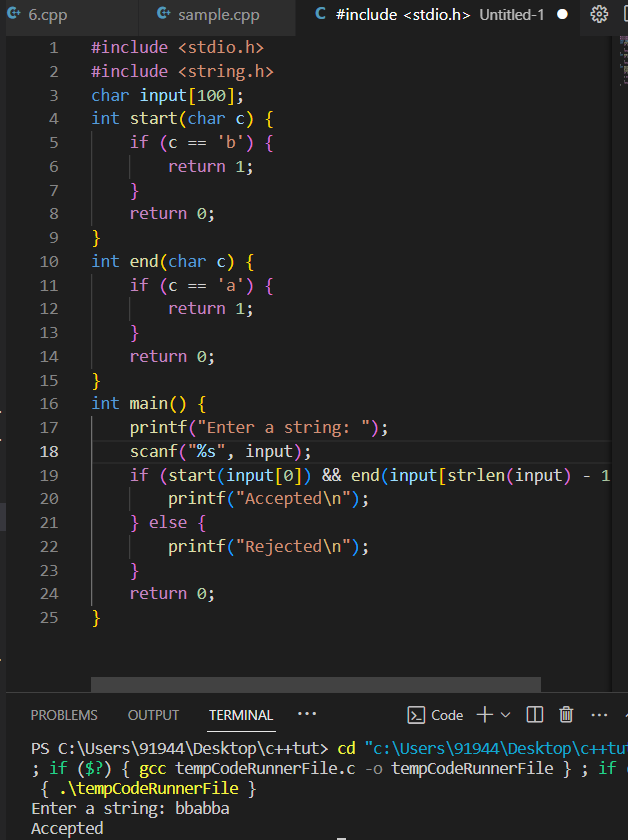 6.cpp sample.cpp C #include <stdio.h> Untitled-1
1 #include <stdio.h>
2 #include <string.h>
3 char input[100];
4 int start(char c) {
5 if (c == 'b') {
6 return 1;
7 }
8 return 0;
9 }
10 int end(char c) {
11 if (c == 'a') {
12 return 1;
13 }
14 return 0;
15 }
16 int main() {
17 printf("Enter a string: ");
18 scanf("%s", input);
19 if (start(input[0]) && end(input[strlen(input) - 1
20 printf("Accepted\n");
21 } else {
22 printf("Rejected\n");
23 }
24 return 0;
25 }
PROBLEMS OUTPUT TERMINAL ··· Code
PS C:\Users\91944\Desktop\c++tut> cd "c:\Users\91944\Desktop\c++tut
; if ($?) { gcc tempCodeRunnerFile.c -o tempCodeRunnerFile } ; if
{ .\tempCodeRunnerFile }
Enter a string: bbabba
Accepted